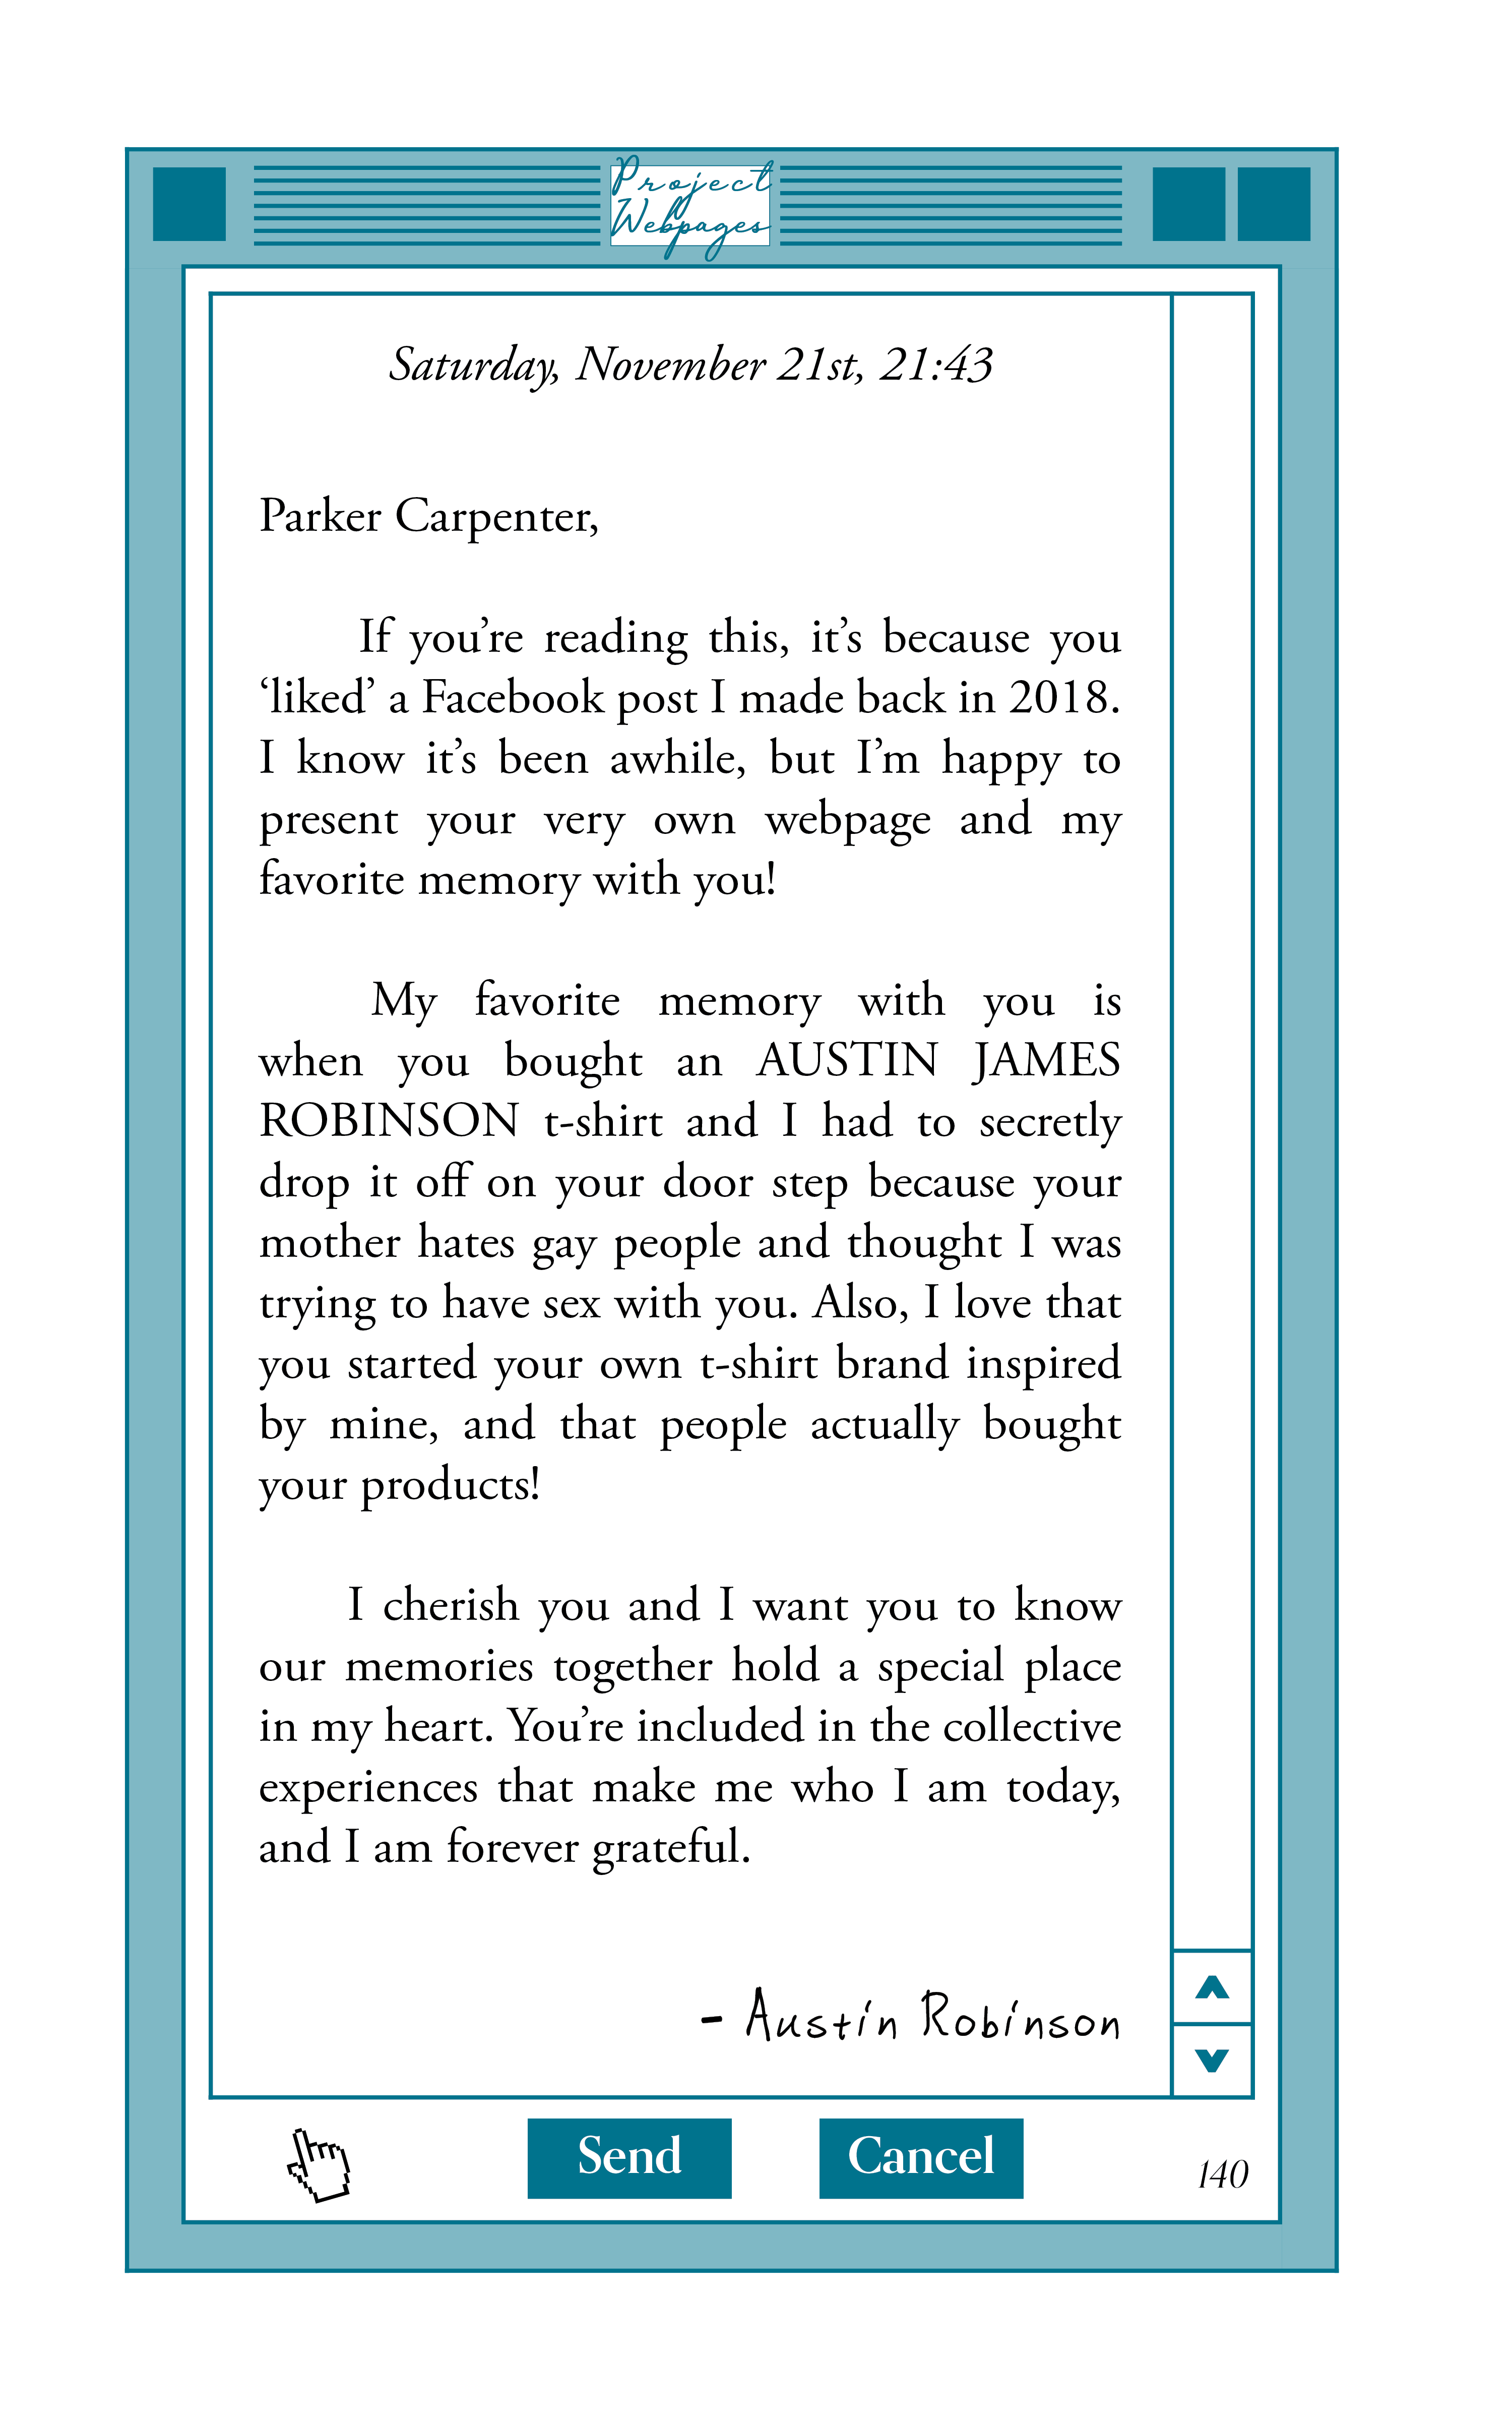 Project
Webpages
Saturday, November 21st, 21:43
Parker Carpenter,
If you’re reading this, it’s because you
‘liked’ a Facebook post I made back in 2018.
I know it’s been awhile, but I’m happy to
present your very own webpage and my
favorite memory with you!
My favorite memory with you is
when you bought an AUSTIN JAMES
ROBINSON t-shirt and I had to secretly
drop it off on your door step because your
mother hates gay people and thought I was
trying to have sex with you. Also, I love that
you started your own t-shirt brand inspired
by mine, and that people actually bought
your products!
I cherish you and I want you to know
our memories together hold a special place
in my heart. You’re included in the collective
experiences that make me who I am today,
and I am forever grateful.
- Austin Robinson
Send Cancel
140